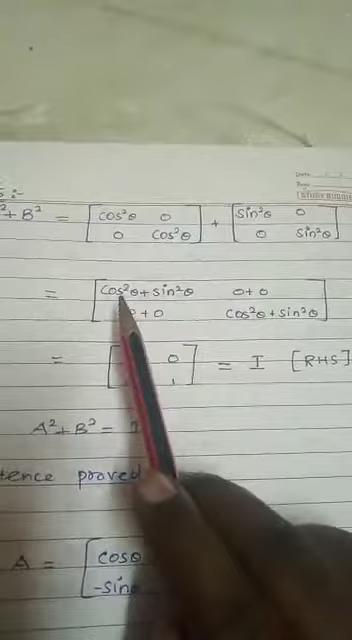 A²+B² = [cos²θ 0
0 cos²θ] + [sin²θ 0
0 sin²θ]
= [cos²θ+sin²θ 0+0
0+0 cos²θ+sin²θ]
= [ 0
1] = I [RHS]
A²+B² =
proved
A = [cosθ
-sinθ